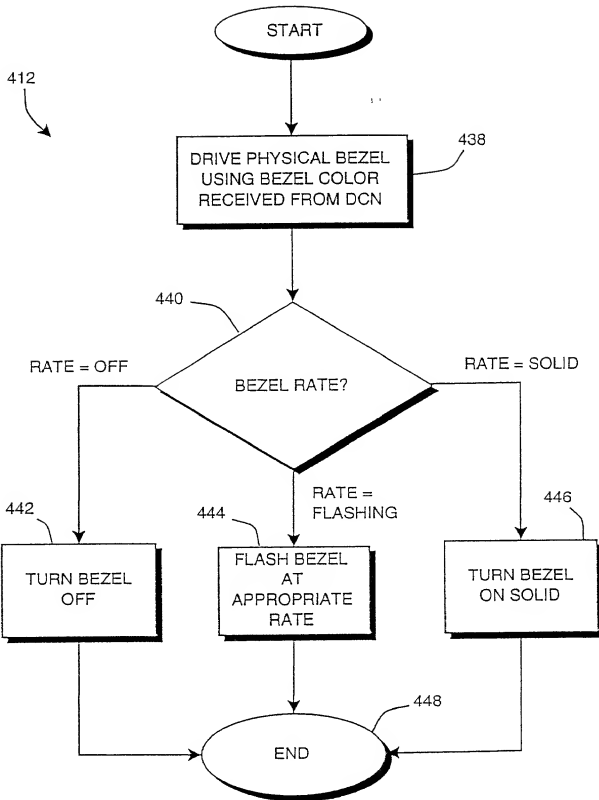 START
412
DRIVE PHYSICAL BEZEL
USING BEZEL COLOR
RECEIVED FROM DCN
438
440
BEZEL RATE?
RATE = OFF
RATE = SOLID
RATE =
FLASHING
442
TURN BEZEL
OFF
444
FLASH BEZEL
AT
APPROPRIATE
RATE
446
TURN BEZEL
ON SOLID
448
END